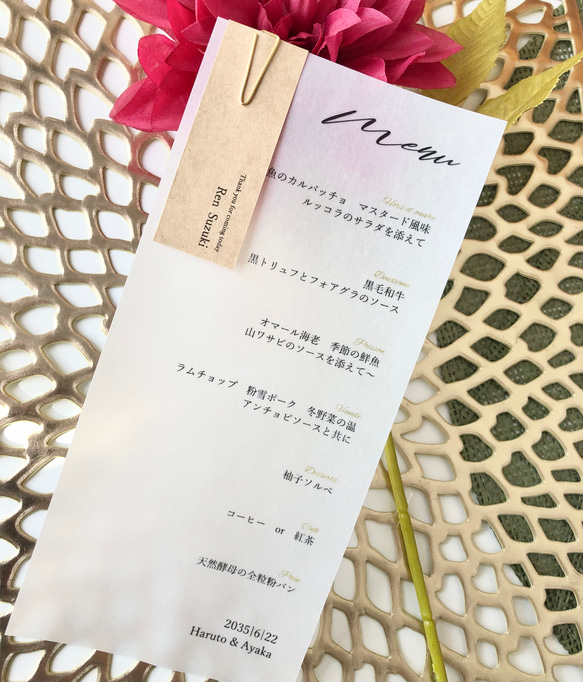 Menu
Thank you for coming today
Ren Suzuki
魚のカルパッチョ　マスタード風味
ルッコラのサラダを添えて
Deuxième
黒毛和牛
黒トリュフとフォアグラのソース
Poisson
オマール海老　季節の鮮魚
山ワサビのソースを添えて～
Viande
ラムチョップ　粉雪ポーク　冬野菜の温
アンチョビソースと共に
Desserts
柚子ソルベ
Café
コーヒー　or　紅茶
Pain
天然酵母の全粒粉パン
2035|6|22
Haruto & Ayaka